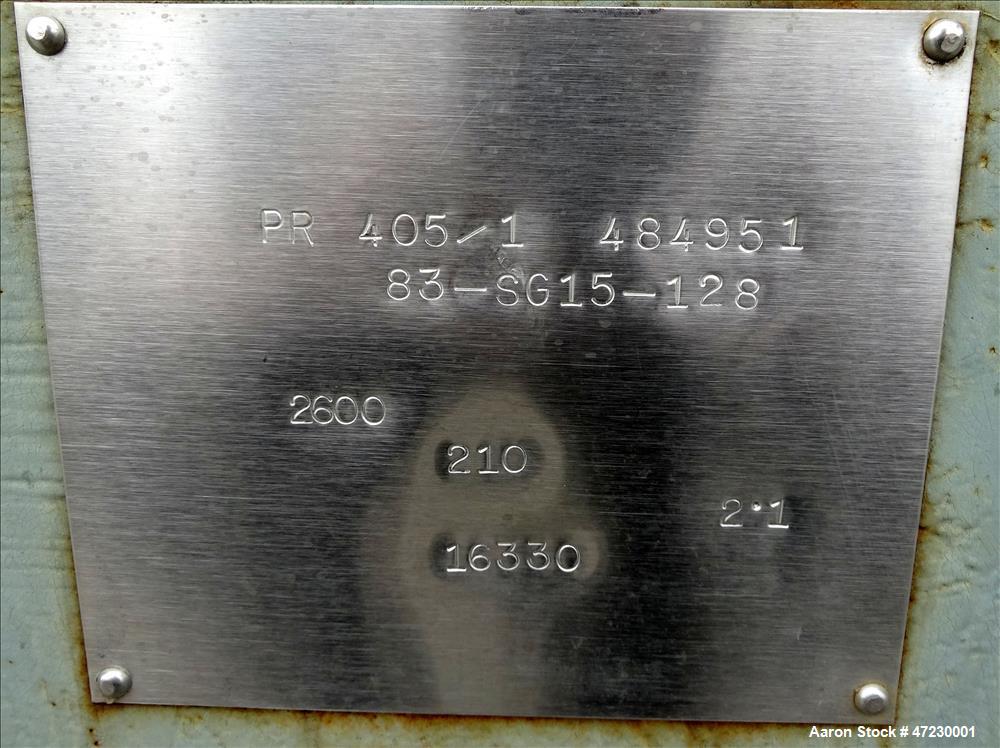 PR 405/1 484951
83-SG15-128
2600
210
2·1
16330
Aaron Stock # 47230001